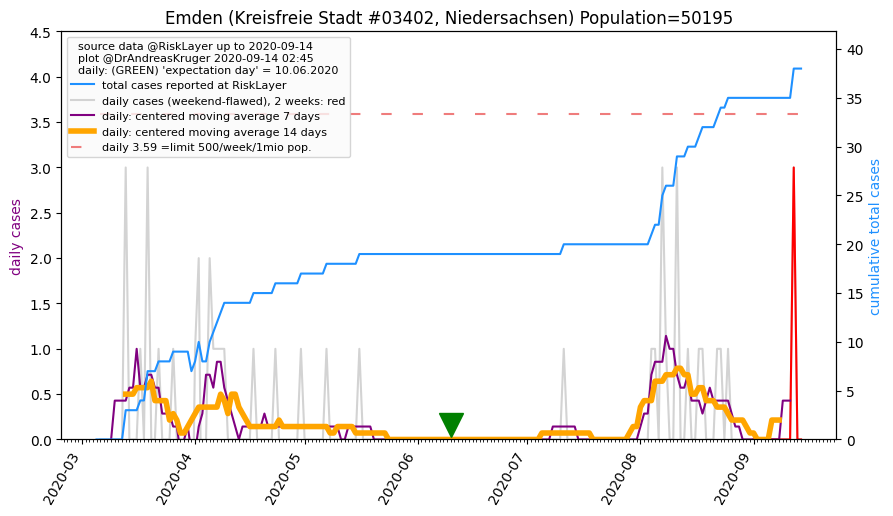 Emden (Kreisfreie Stadt #03402, Niedersachsen) Population=50195
source data @RiskLayer up to 2020-09-14
plot @DrAndreasKruger 2020-09-14 02:45
daily: (GREEN) 'expectation day' = 10.06.2020
total cases reported at RiskLayer
daily cases (weekend-flawed), 2 weeks: red
daily: centered moving average 7 days
daily: centered moving average 14 days
daily 3.59 =limit 500/week/1mio pop.
daily cases
4.5
4.0
3.5
3.0
2.5
2.0
1.5
1.0
0.5
0.0
40
35
30
25
20
15
10
5
0
cumulative total cases
2020-03
2020-04
2020-05
2020-06
2020-07
2020-08
2020-09